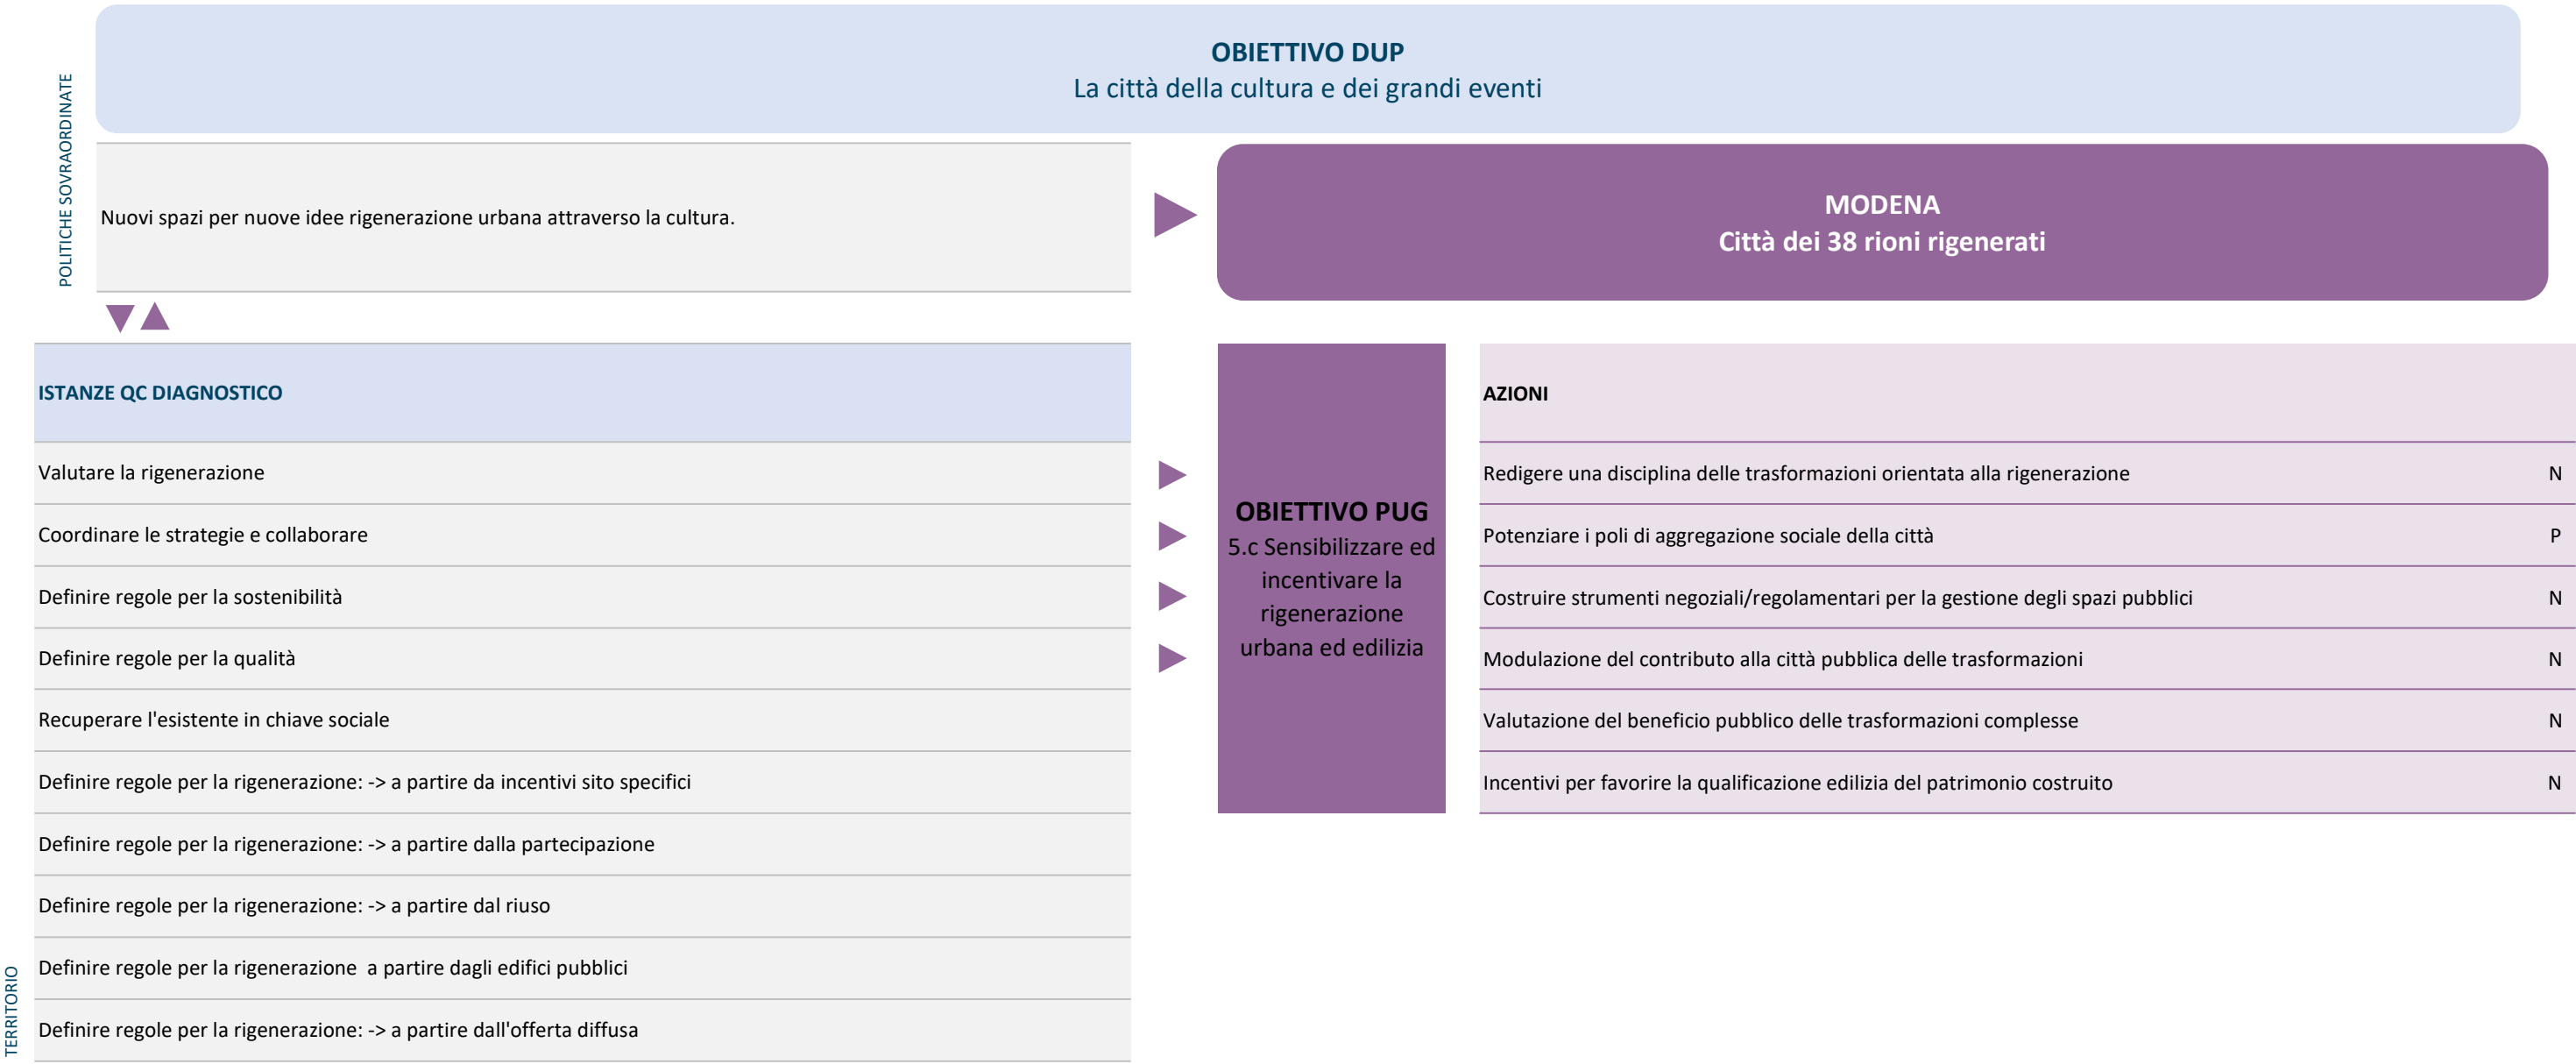 OBIETTIVO DUP
La città della cultura e dei grandi eventi
POLITICHE SOVRAORDINATE
Nuovi spazi per nuove idee rigenerazione urbana attraverso la cultura.
MODENA
Città dei 38 rioni rigenerati
ISTANZE QC DIAGNOSTICO
Valutare la rigenerazione
Coordinare le strategie e collaborare
Definire regole per la sostenibilità
Definire regole per la qualità
Recuperare l'esistente in chiave sociale
Definire regole per la rigenerazione: -> a partire da incentivi sito specifici
Definire regole per la rigenerazione: -> a partire dalla partecipazione
Definire regole per la rigenerazione: -> a partire dal riuso
Definire regole per la rigenerazione  a partire dagli edifici pubblici
Definire regole per la rigenerazione: -> a partire dall'offerta diffusa
TERRITORIO
OBIETTIVO PUG
5.c Sensibilizzare ed
incentivare la
rigenerazione
urbana ed edilizia
AZIONI
Redigere una disciplina delle trasformazioni orientata alla rigenerazione N
Potenziare i poli di aggregazione sociale della città P
Costruire strumenti negoziali/regolamentari per la gestione degli spazi pubblici N
Modulazione del contributo alla città pubblica delle trasformazioni N
Valutazione del beneficio pubblico delle trasformazioni complesse N
Incentivi per favorire la qualificazione edilizia del patrimonio costruito N